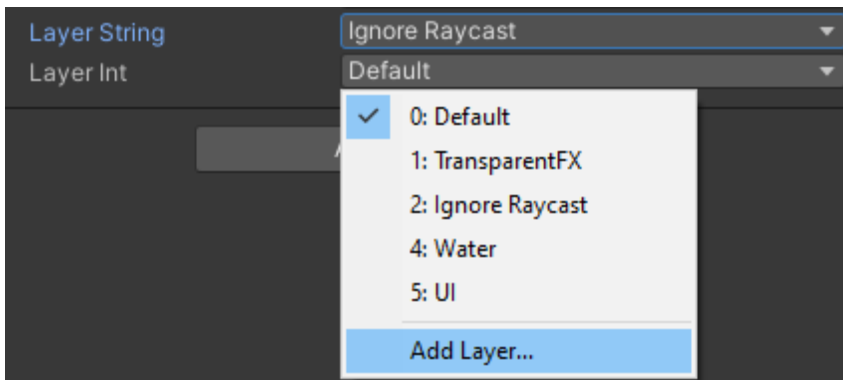 Layer String
Ignore Raycast
Layer Int
Default
0: Default
1: TransparentFX
2: Ignore Raycast
4: Water
5: UI
Add Layer...